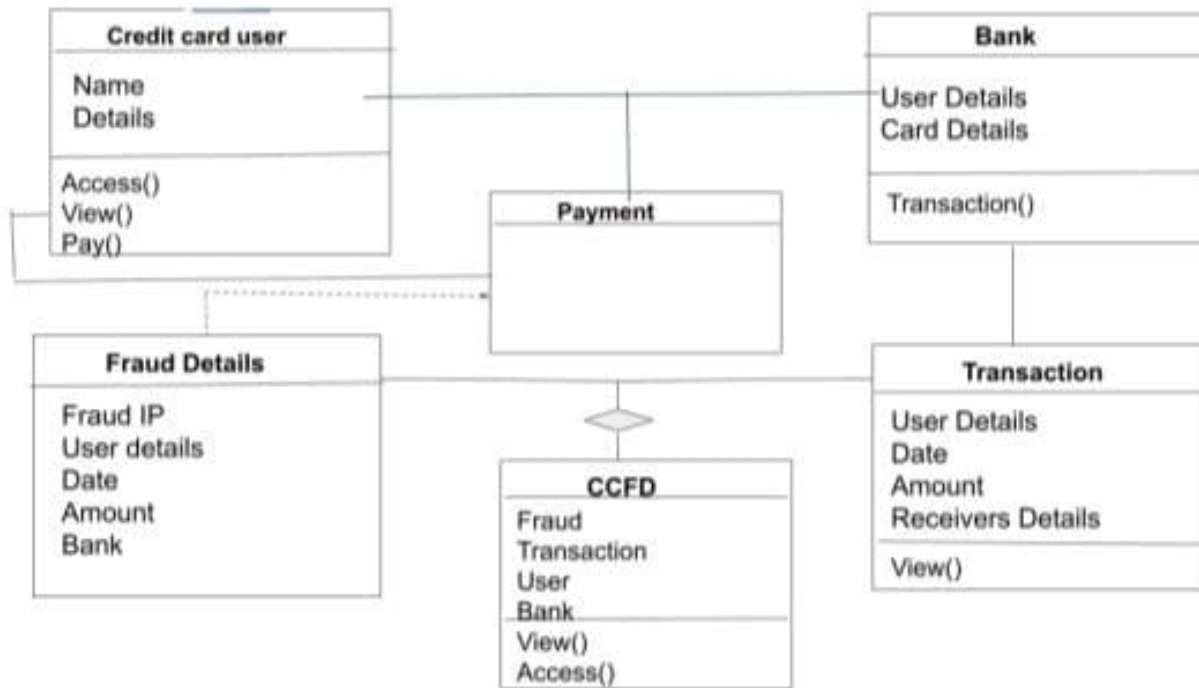 Credit card user
Name
Details
Access()
View()
Pay()
Bank
User Details
Card Details
Transaction()
Payment
Fraud Details
Fraud IP
User details
Date
Amount
Bank
CCFD
Fraud
Transaction
User
Bank
View()
Access()
Transaction
User Details
Date
Amount
Receivers Details
View()